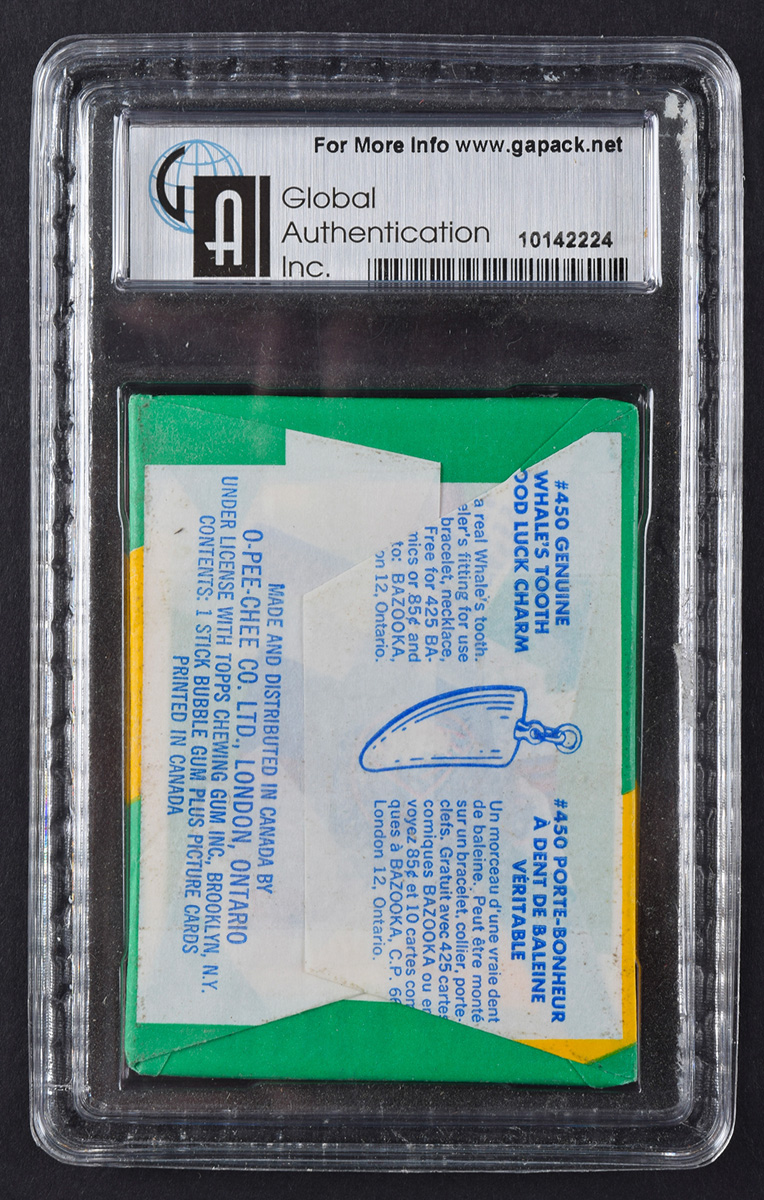 For More Info www.gapack.net
GA
Global
Authentication
Inc.
10142224
#450 GENUINE
WHALE'S TOOTH
OOD LUCK CHARM
a real Whale's tooth.
eler's fitting for use
bracelet, necklace,
Free for 425 BA-
mics or 85¢ and
to: BAZOOKA,
on 12, Ontario.
#450 PORTE-BONHEUR
À DENT DE BALEINE
VÉRITABLE
Un morceau d'une vraie dent
de baleine. Peut être monté
sur un bracelet, collier, porte-
clefs. Gratuit avec 425 cartes
comiques BAZOOKA ou en
voyez 85¢ et 10 cartes com
ques à BAZOOKA, C.P. 56
London 12, Ontario.
MADE AND DISTRIBUTED IN CANADA BY
O-PEE-CHEE CO. LTD., LONDON, ONTARIO
UNDER LICENSE WITH TOPPS CHEWING GUM INC., BROOKLYN, N.Y.
CONTENTS: 1 STICK BUBBLE GUM PLUS PICTURE CARDS
PRINTED IN CANADA